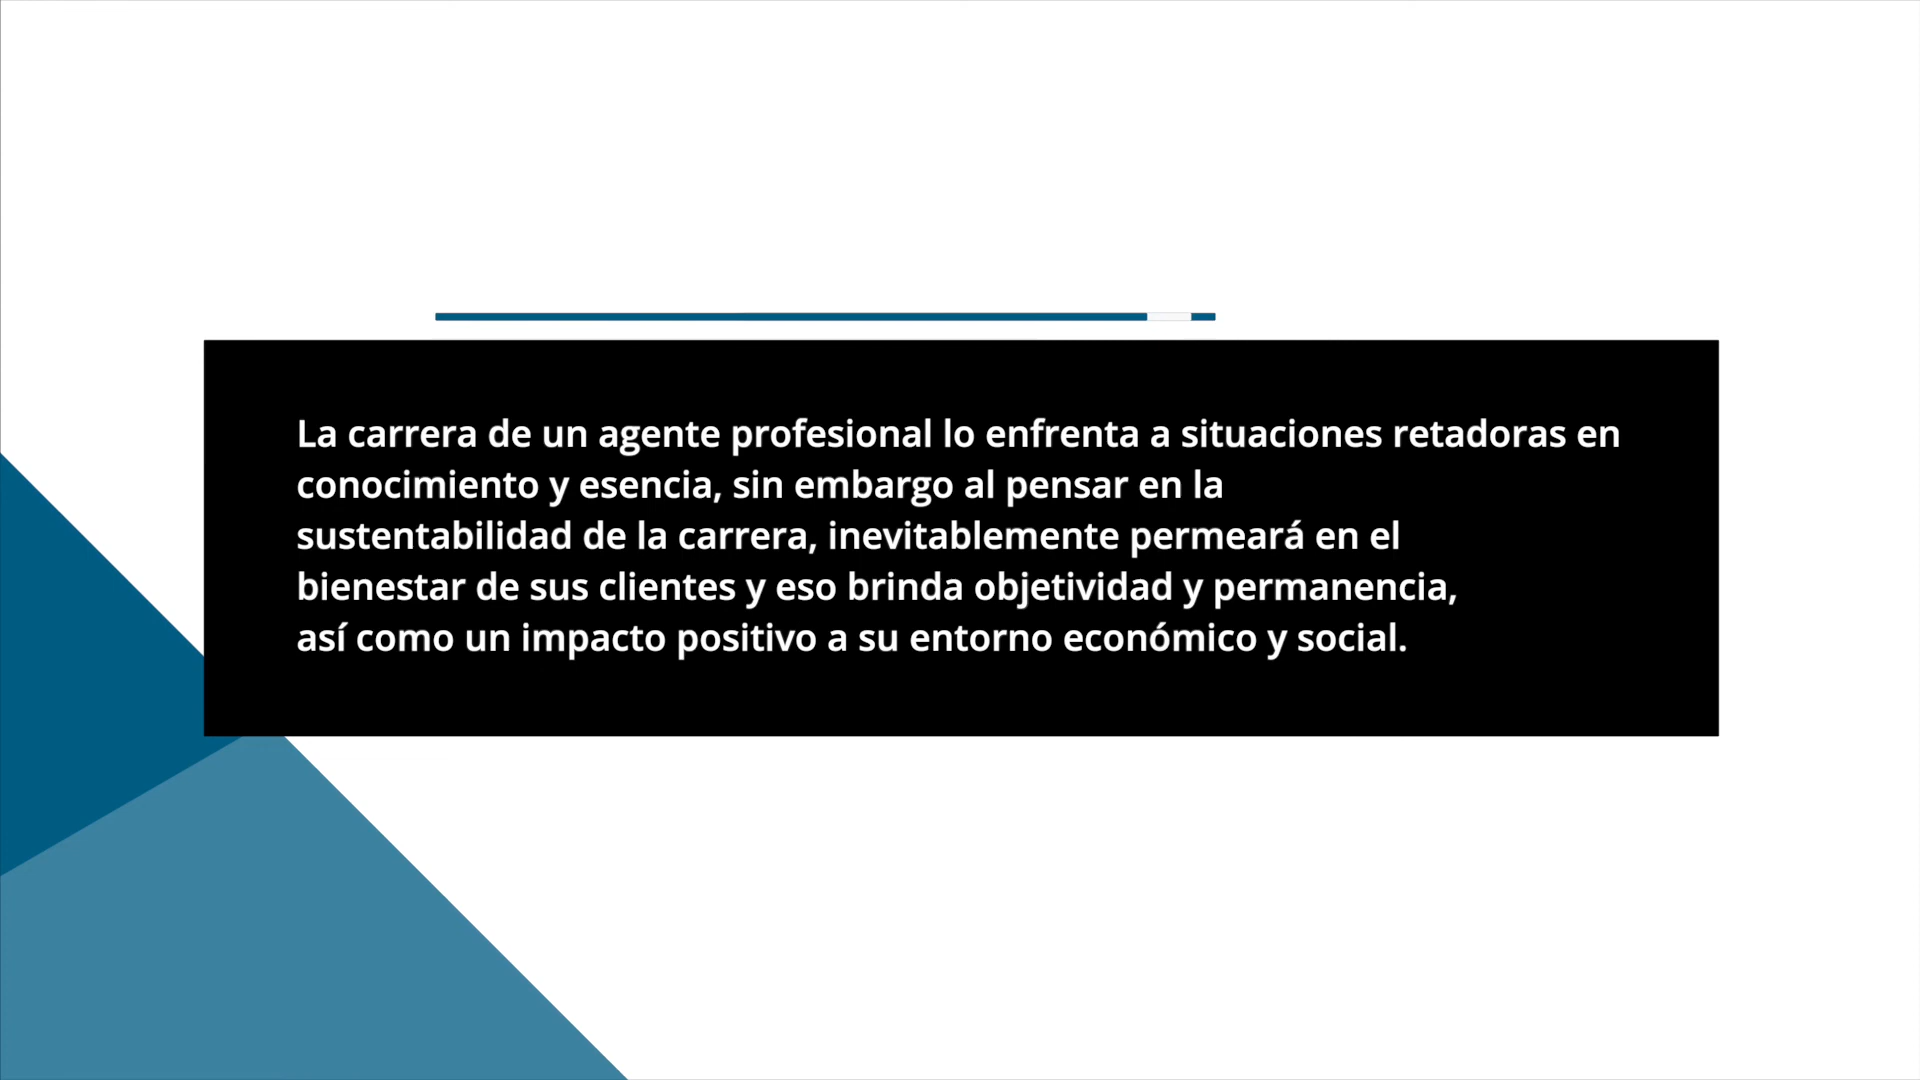 La carrera de un agente profesional lo enfrenta a situaciones retadoras en
conocimiento y esencia, sin embargo al pensar en la
sustentabilidad de la carrera, inevitablemente permeará en el
bienestar de sus clientes y eso brinda objetividad y permanencia,
así como un impacto positivo a su entorno económico y social.